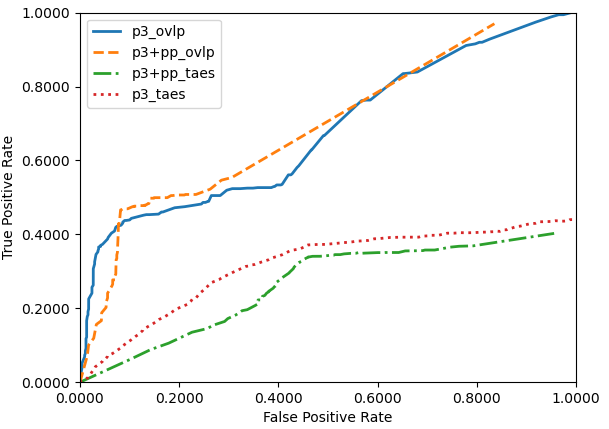 1.0000
0.8000
0.6000
0.4000
0.2000
0.0000
True Positive Rate
p3_ovlp
p3+pp_ovlp
p3+pp_taes
p3_taes
0.0000 0.2000 0.4000 0.6000 0.8000 1.0000
False Positive Rate